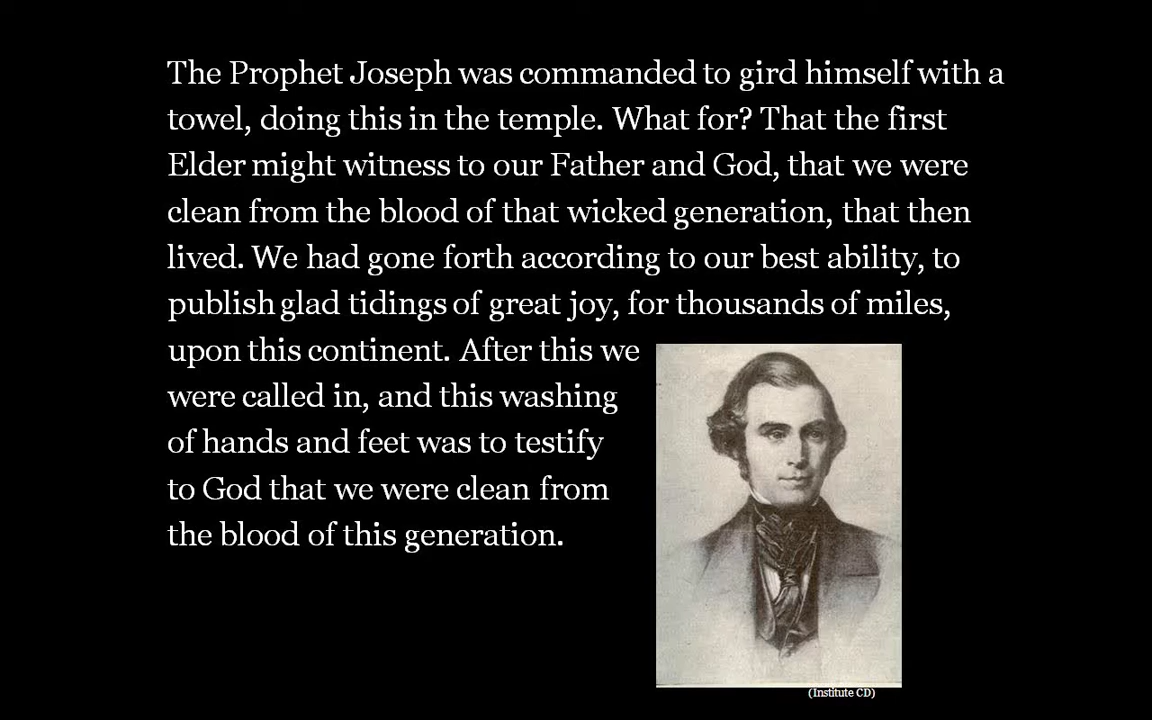 The Prophet Joseph was commanded to gird himself with a
towel, doing this in the temple. What for? That the first
Elder might witness to our Father and God, that we were
clean from the blood of that wicked generation, that then
lived. We had gone forth according to our best ability, to
publish glad tidings of great joy, for thousands of miles,
upon this continent. After this we
were called in, and this washing
of hands and feet was to testify
to God that we were clean from
the blood of this generation.
(Institute CD)